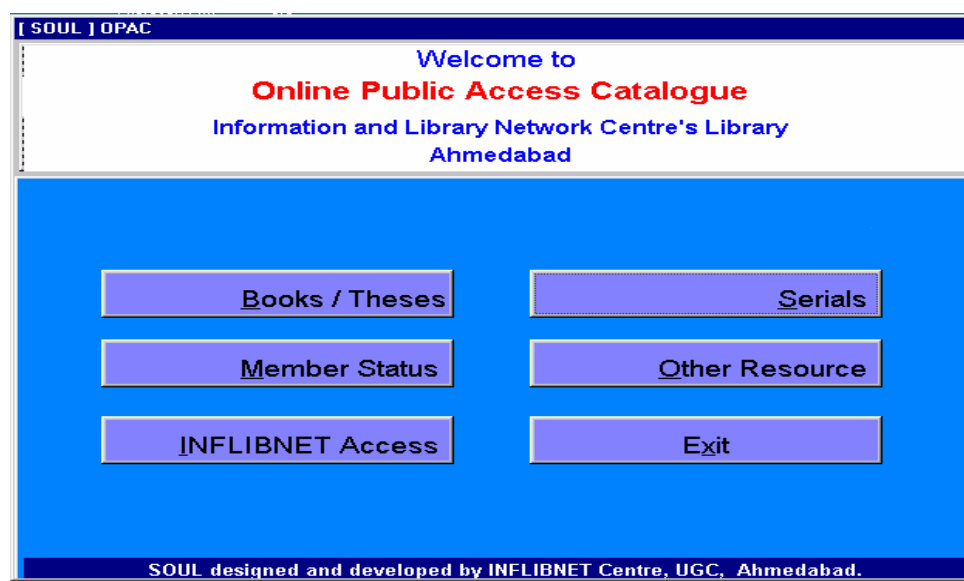 [ SOUL ] OPAC
Welcome to
Online Public Access Catalogue
Information and Library Network Centre's Library
Ahmedabad
Books / Theses
Serials
Member Status
Other Resource
INFLIBNET Access
Exit
SOUL designed and developed by INFLIBNET Centre, UGC, Ahmedabad.